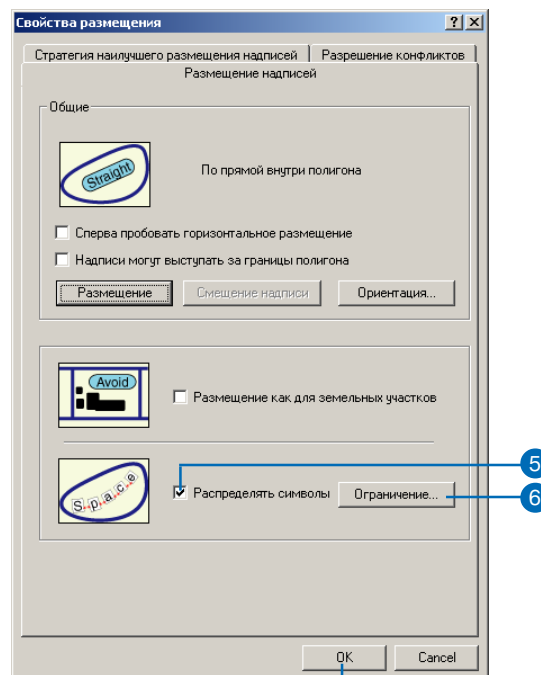 Свойства размещения
Стратегия наилучшего размещения надписей
Разрешение конфликтов
Размещение надписей
Общие
Straight
По прямой внутри полигона
Сперва пробовать горизонтальное размещение
Надписи могут выступать за границы полигона
Размещение
Смещение надписи
Ориентация...
Avoid
Размещение как для земельных участков
5
Space
Распределять символы
Ограничение...
6
OK
Cancel